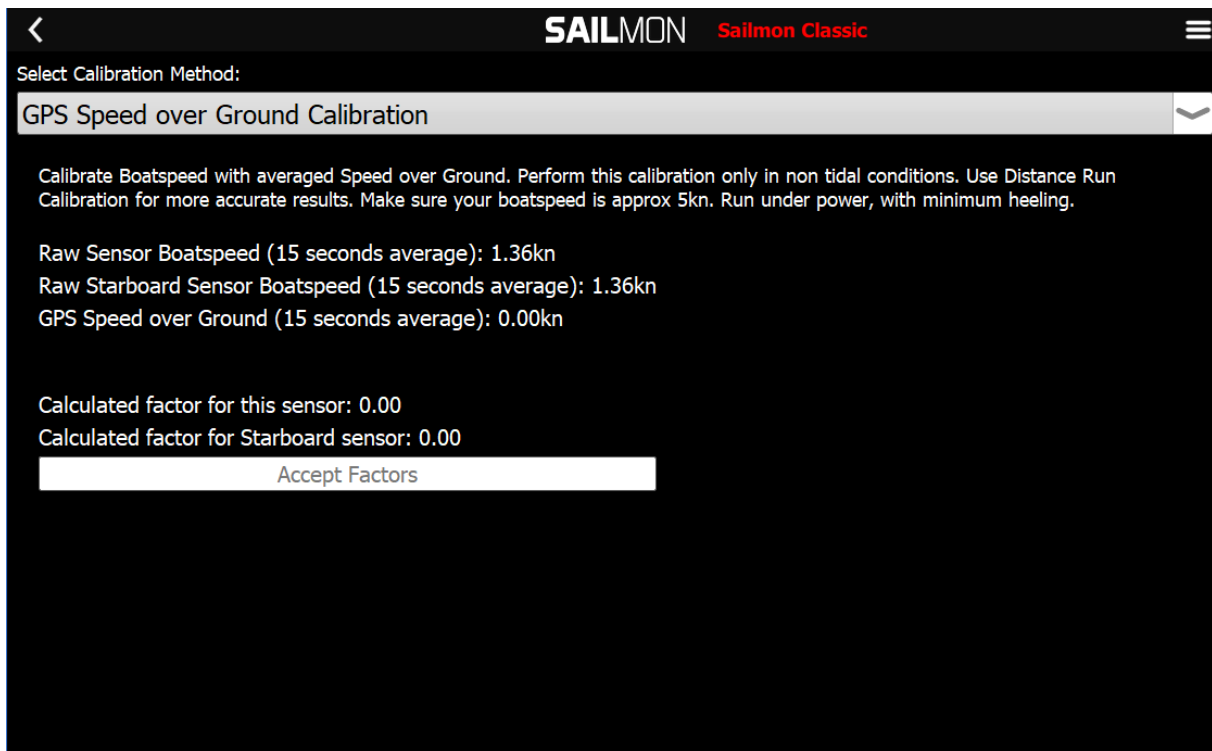 SAILMON Sailmon Classic
Select Calibration Method:
GPS Speed over Ground Calibration
Calibrate Boatspeed with averaged Speed over Ground. Perform this calibration only in non tidal conditions. Use Distance Run
Calibration for more accurate results. Make sure your boatspeed is approx 5kn. Run under power, with minimum heeling.
Raw Sensor Boatspeed (15 seconds average): 1.36kn
Raw Starboard Sensor Boatspeed (15 seconds average): 1.36kn
GPS Speed over Ground (15 seconds average): 0.00kn
Calculated factor for this sensor: 0.00
Calculated factor for Starboard sensor: 0.00
Accept Factors